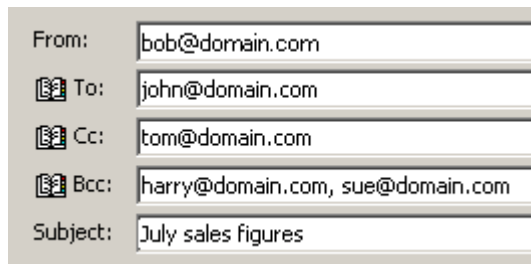 From: bob@domain.com
To: john@domain.com
Cc: tom@domain.com
Bcc: harry@domain.com, sue@domain.com
Subject: July sales figures